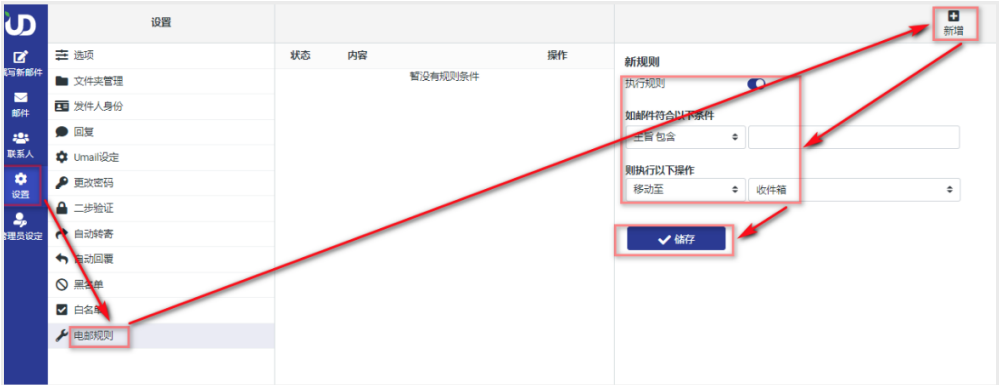 UD
填写新邮件
邮件
联系人
设置
管理员设定
设置
选项
文件夹管理
发件人身份
回复
Umail设定
更改密码
二步验证
自动转寄
自动回覆
黑名单
白名单
电邮规则
状态 内容 操作
暂没有规则条件
新增
新规则
执行规则
如邮件符合以下条件
主旨 包含
则执行以下操作
移动至 收件箱
储存